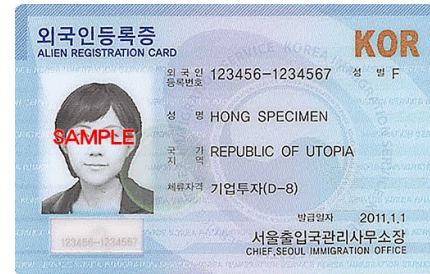 외국인등록증
ALIEN REGISTRATION CARD
KOR
외국인등록번호 123456-1234567 성 별 F
성 명 HONG SPECIMEN
국 가 지 역 REPUBLIC OF UTOPIA
체류자격 기업투자(D-8)
SAMPLE
123456-1234567
발급일자 2011.1.1
서울출입국관리사무소장
CHIEF, SEOUL IMMIGRATION OFFICE